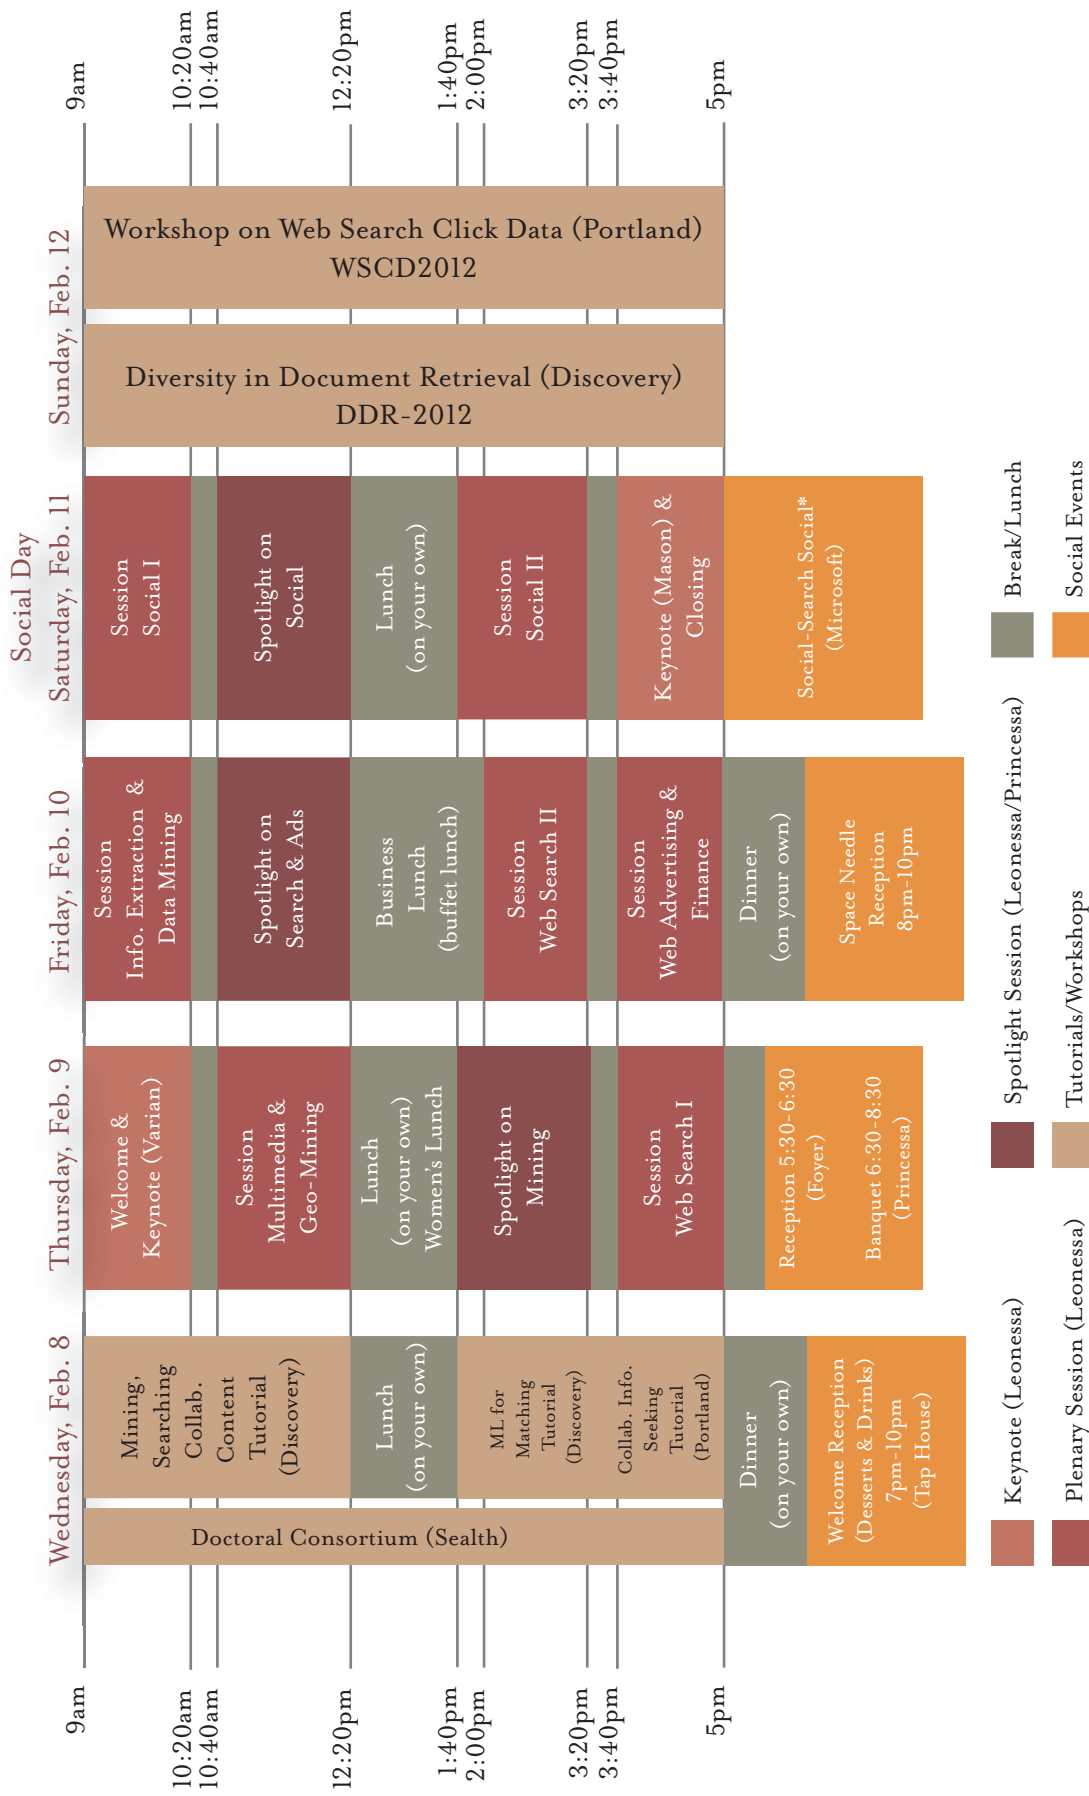 Social Day
Wednesday, Feb. 8
Thursday, Feb. 9
Friday, Feb. 10
Saturday, Feb. 11
Sunday, Feb. 12
9am
10:20am
10:40am
12:20pm
1:40pm
2:00pm
3:20pm
3:40pm
5pm
Doctoral Consortium (Sealth)
Mining,
Searching
Collab.
Content
Tutorial
(Discovery)
Lunch
(on your own)
ML for
Matching
Tutorial
(Discovery)
Collab. Info.
Seeking
Tutorial
(Portland)
Dinner
(on your own)
Welcome Reception
(Desserts & Drinks)
7pm-10pm
(Tap House)
Welcome &
Keynote (Varian)
Session
Multimedia &
Geo-Mining
Lunch
(on your own)
Women's Lunch
Spotlight on
Mining
Session
Web Search I
Reception 5:30-6:30
(Foyer)
Banquet 6:30-8:30
(Princessa)
Session
Info. Extraction &
Data Mining
Spotlight on
Search & Ads
Business
Lunch
(buffet lunch)
Session
Web Search II
Session
Web Advertising &
Finance
Dinner
(on your own)
Space Needle
Reception
8pm-10pm
Session
Social I
Spotlight on
Social
Lunch
(on your own)
Session
Social II
Keynote (Mason) &
Closing
Social-Search Social*
(Microsoft)
Diversity in Document Retrieval (Discovery)
DDR-2012
Workshop on Web Search Click Data (Portland)
WSCD2012
9am
10:20am
10:40am
12:20pm
1:40pm
2:00pm
3:20pm
3:40pm
5pm
Keynote (Leonessa)
Spotlight Session (Leonessa/Princessa)
Break/Lunch
Plenary Session (Leonessa)
Tutorials/Workshops
Social Events